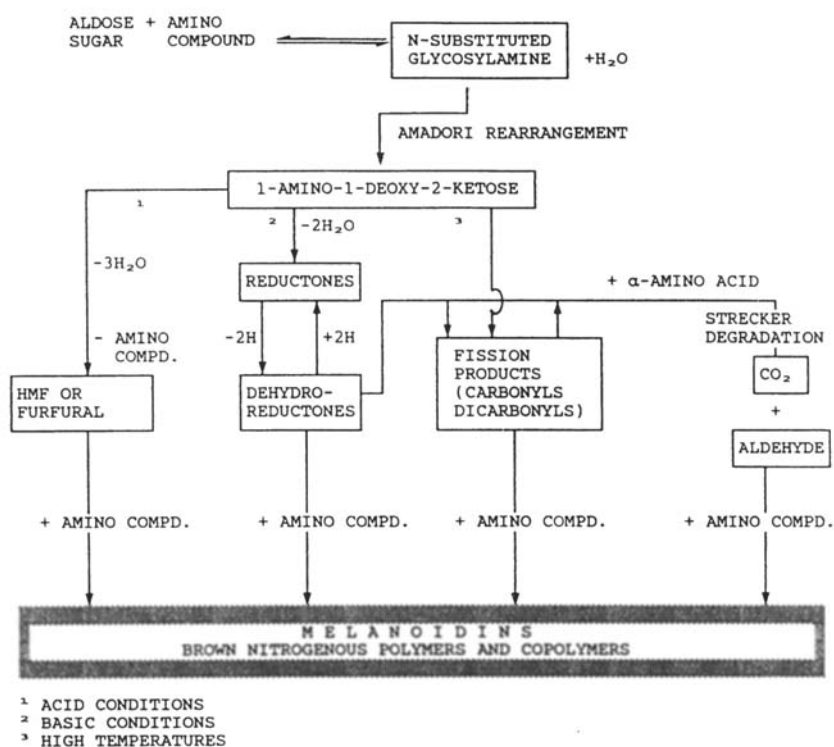 ALDOSE + AMINO
SUGAR COMPOUND
N-SUBSTITUTED
GLYCOSYLAMINE
+H₂O
AMADORI REARRANGEMENT
1-AMINO-1-DEOXY-2-KETOSE
¹
²
³
-2H₂O
-3H₂O
REDUCTONES
+ α-AMINO ACID
-2H
+2H
STRECKER
DEGRADATION
- AMINO
COMPD.
FISSION
PRODUCTS
(CARBONYLS
DICARBONYLS)
CO₂
HMF OR
FURFURAL
DEHYDRO-
REDUCTONES
+
ALDEHYDE
+ AMINO COMPD.
+ AMINO COMPD.
+ AMINO COMPD.
+ AMINO COMPD.
MELANOIDINS
BROWN NITROGENOUS POLYMERS AND COPOLYMERS
¹ ACID CONDITIONS
² BASIC CONDITIONS
³ HIGH TEMPERATURES